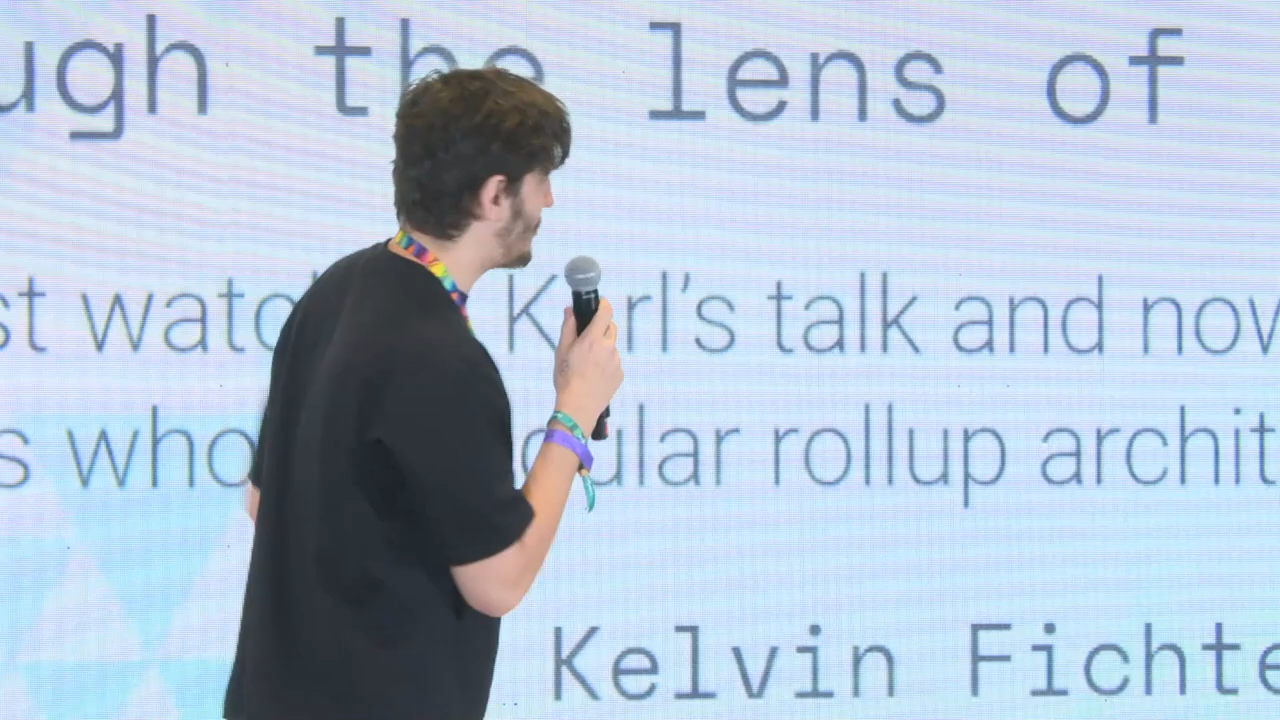 ugh the lens of
st watc Karl's talk and now
s who ular rollup archit
Kelvin Fichte